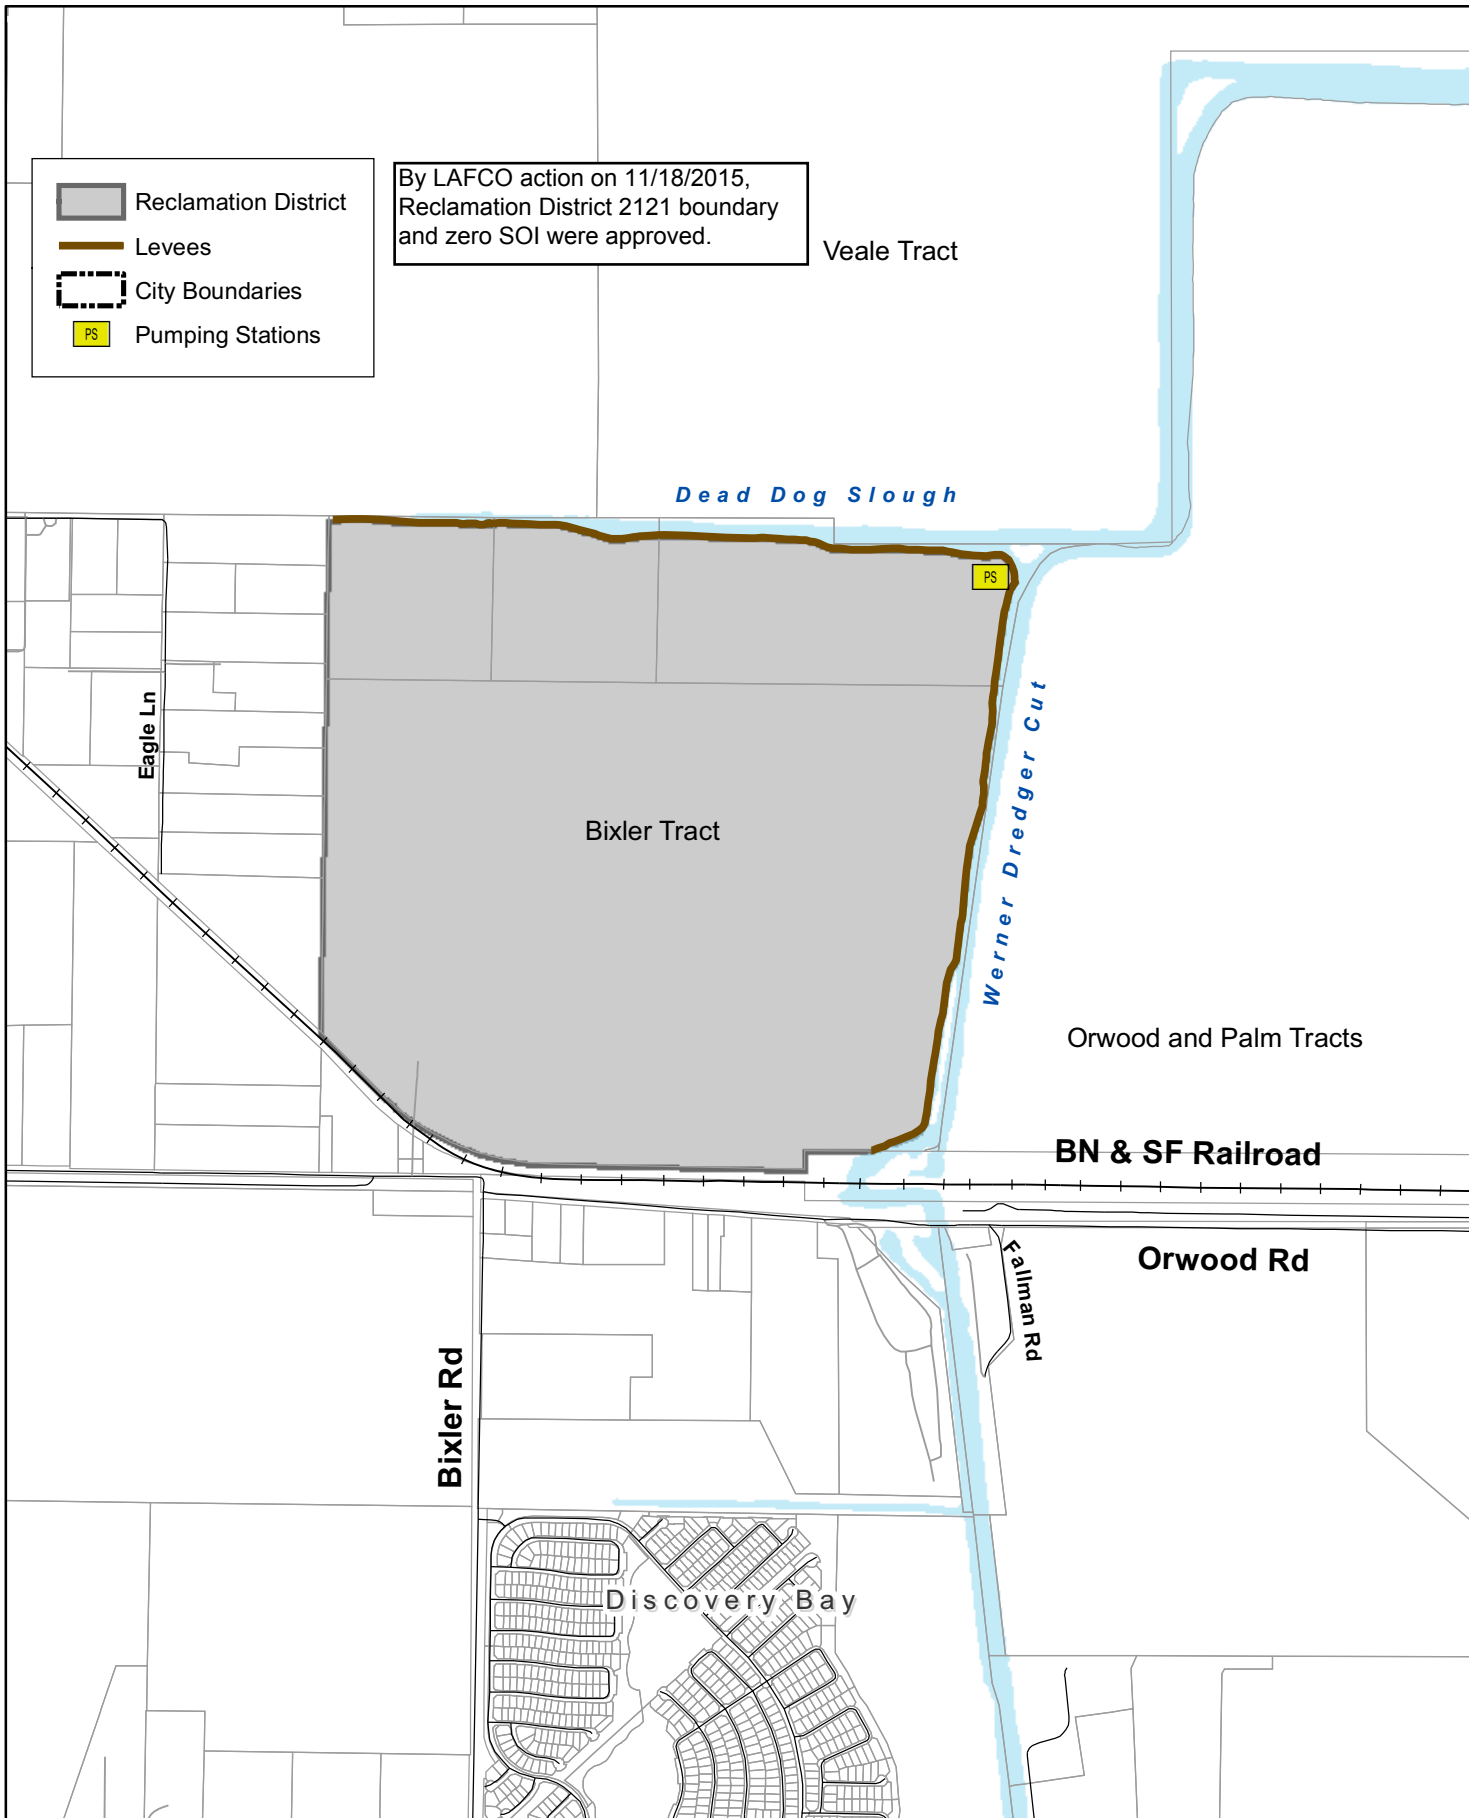 Reclamation District
Levees
City Boundaries
PS
Pumping Stations
By LAFCO action on 11/18/2015,
Reclamation District 2121 boundary
and zero SOI were approved.
Veale Tract
Dead Dog Slough
PS
Eagle Ln
Werner Dredger Cut
Bixler Tract
Orwood and Palm Tracts
BN & SF Railroad
Orwood Rd
Fallman Rd
Bixler Rd
Discovery Bay